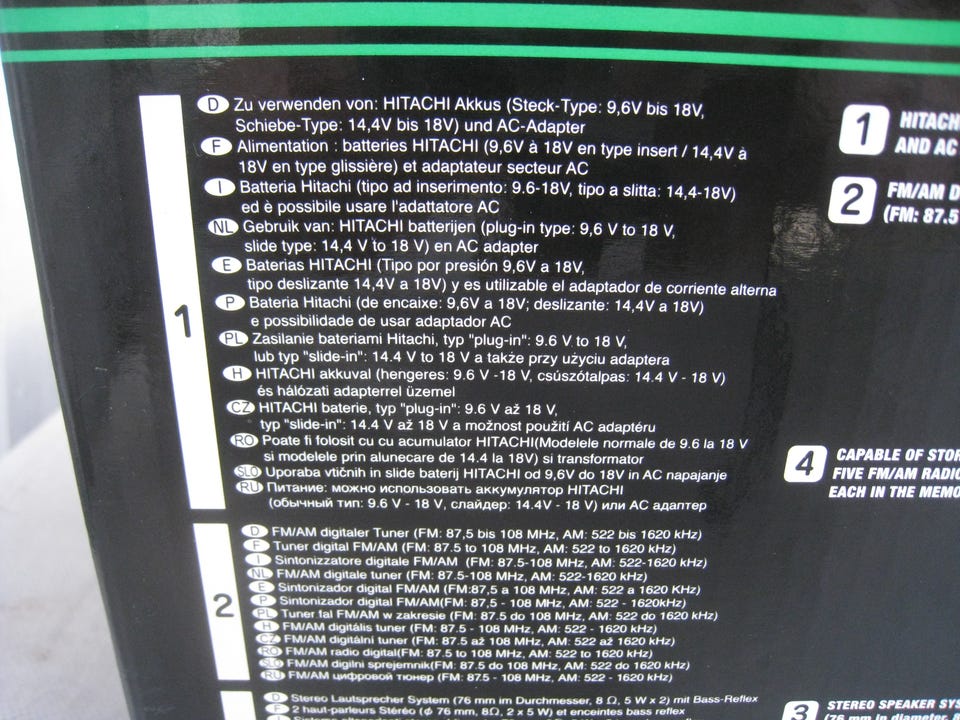 1
D Zu verwenden von: HITACHI Akkus (Steck-Type: 9,6V bis 18V,
Schiebe-Type: 14,4V bis 18V) und AC-Adapter
F Alimentation : batteries HITACHI (9,6V à 18V en type insert / 14,4V à
18V en type glissière) et adaptateur secteur AC
I Batteria Hitachi (tipo ad inserimento: 9.6-18V, tipo a slitta: 14,4-18V)
ed è possibile usare l'adattatore AC
NL Gebruik van: HITACHI batterijen (plug-in type: 9,6 V to 18 V,
slide type: 14,4 V to 18 V) en AC adapter
E Baterias HITACHI (Tipo por presión 9,6V a 18V,
tipo deslizante 14,4V a 18V) y es utilizable el adaptador de corriente alterna
P Bateria Hitachi (de encaixe: 9,6V a 18V; deslizante: 14,4V a 18V)
e possibilidade de usar adaptador AC
PL Zasilanie bateriami Hitachi, typ "plug-in": 9.6 V to 18 V,
lub typ "slide-in": 14.4 V to 18 V a także przy użyciu adaptera
H HITACHI akkuval (hengeres: 9.6 V -18 V, csúszótalpas: 14.4 V - 18 V)
és hálózati adapterrel üzemel
CZ HITACHI baterie, typ "plug-in": 9.6 V až 18 V,
typ "slide-in": 14.4 V až 18 V a možnost použití AC adaptéru
RO Poate fi folosit cu cu acumulator HITACHI(Modelele normale de 9.6 la 18 V
si modelele prin alunecare de 14.4 la 18V) si transformator
SLO Uporaba vtičnih in slide baterij HITACHI od 9,6V do 18V in AC napajanje
RU Питание: можно использовать аккумулятор HITACHI
(обычный тип: 9.6 V - 18 V, слайдер: 14.4V - 18 V) или AC адаптер
2
D FM/AM digitaler Tuner (FM: 87,5 bis 108 MHz, AM: 522 bis 1620 kHz)
F Tuner digital FM/AM (FM: 87.5 to 108 MHz, AM: 522 to 1620 kHz)
I Sintonizzatore digitale FM/AM (FM: 87.5-108 MHz, AM: 522-1620 kHz)
NL FM/AM digitale tuner (FM: 87.5-108 MHz, AM: 522-1620 kHz)
E Sintonizador digital FM/AM (FM:87,5 a 108 MHz, AM: 522 a 1620 KHz)
P Sintonizador digital FM/AM(FM: 87,5 - 108 MHz, AM: 522 - 1620kHz)
PL Tuner fal FM/AM w zakresie (FM: 87.5 do 108 MHz, AM: 522 do 1620 kHz)
H FM/AM digitális tuner (FM: 87.5 - 108 MHz, AM: 522 - 1620 kHz)
CZ FM/AM digitální tuner (FM: 87.5 až 108 MHz, AM: 522 až 1620 kHz)
RO FM/AM radio digital(FM: 87.5 to 108 MHz, AM: 522 to 1620 kHz)
SLO FM/AM digilni sprejemnik(FM: 87.5 do 108 MHz, AM: 522 do 1620 kHz)
RU FM/AM цифровой тюнер (FM: 87.5 - 108 MHz, AM: 522 - 1620 kHz)
D Stereo Lautsprecher System (76 mm im Durchmesser, 8 Ω, 5 W x 2) mit Bass-Reflex
F 2 haut-parleurs Stéréo (ϕ 76 mm, 8Ω, 2 x 5 W) et enceintes bass reflex
1 HITACH
AND AC
2 FM/AM D
(FM: 87.5
4 CAPABLE OF STOR
FIVE FM/AM RADIO
EACH IN THE MEMO
3 STEREO SPEAKER SYS
(76 mm in diameter,